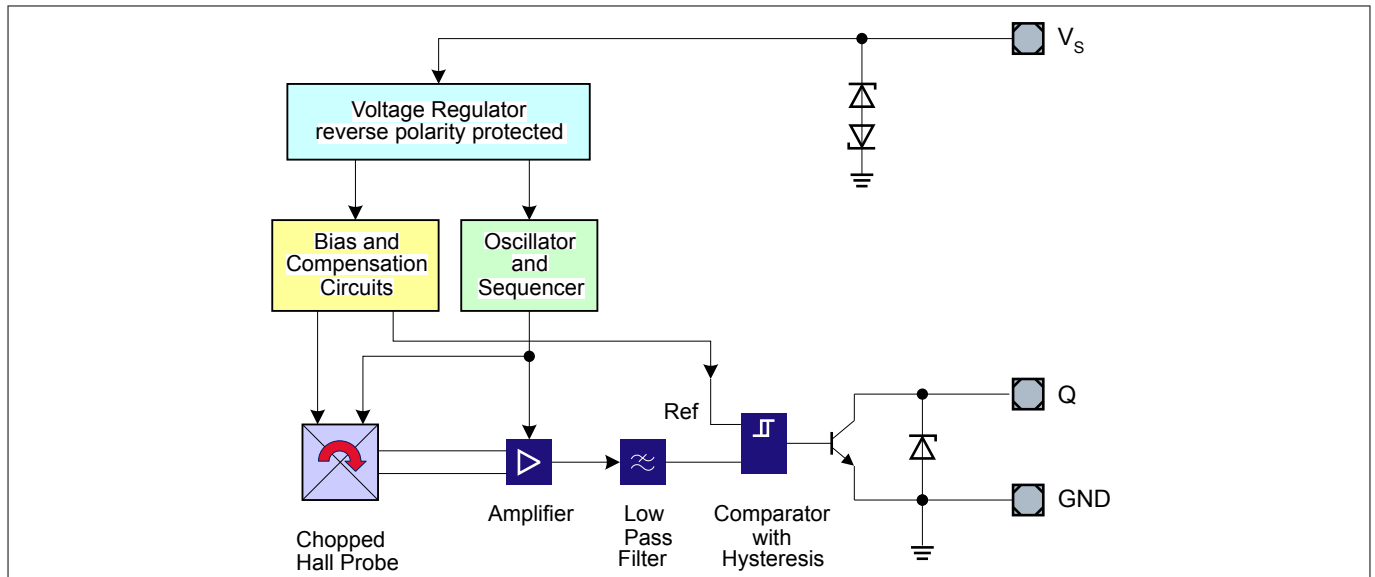 V_S
Voltage Regulator
reverse polarity protected
Bias and
Compensation
Circuits
Oscillator
and
Sequencer
Ref
Q
GND
Amplifier
Low
Pass
Filter
Comparator
with
Hysteresis
Chopped
Hall Probe